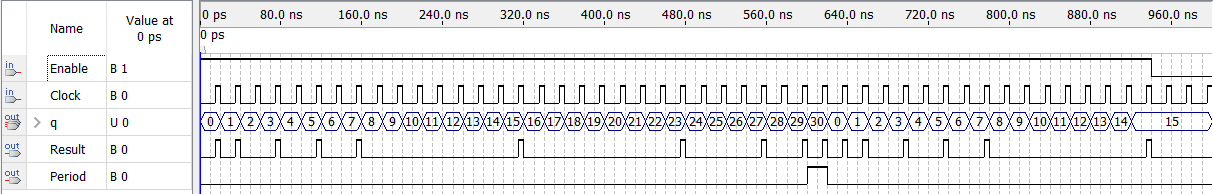 Name Value at 0 ps
0 ps 80.0 ns 160.0 ns 240.0 ns 320.0 ns 400.0 ns 480.0 ns 560.0 ns 640.0 ns 720.0 ns 800.0 ns 880.0 ns 960.0 ns
0 ps
in Enable B 1
in Clock B 0
out > q U 0 0 1 2 3 4 5 6 7 8 9 10 11 12 13 14 15 16 17 18 19 20 21 22 23 24 25 26 27 28 29 30 0 1 2 3 4 5 6 7 8 9 10 11 12 13 14 15
out Result B 0
out Period B 0